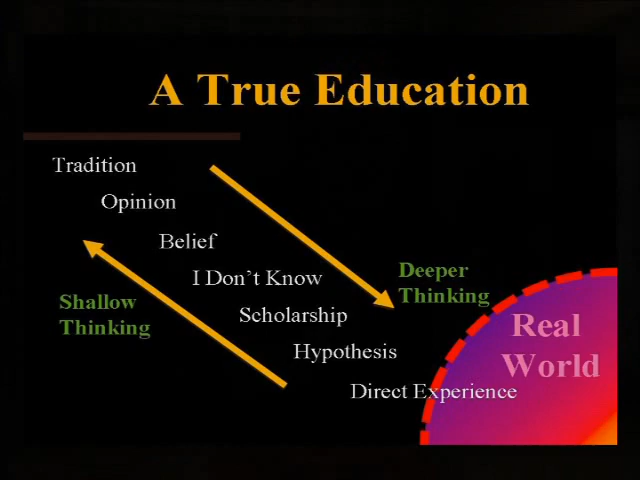 A True Education
Tradition
Opinion
Belief
I Don't Know
Scholarship
Hypothesis
Direct Experience
Shallow
Thinking
Deeper
Thinking
Real
World